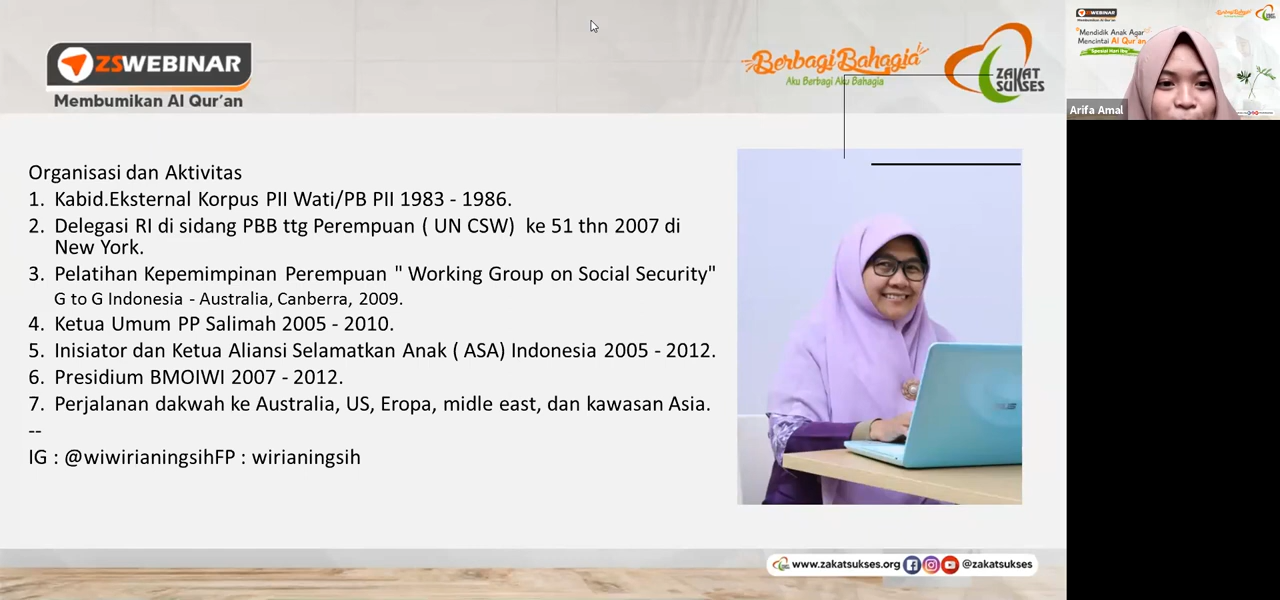 ZSWEBINAR
Membumikan Al Qur'an
Berbagi Bahagia
Aku Berbagi Aku Bahagia
ZAKAT
SUKSES
Organisasi dan Aktivitas
1. Kabid.Eksternal Korpus PII Wati/PB PII 1983 - 1986.
2. Delegasi RI di sidang PBB ttg Perempuan ( UN CSW) ke 51 thn 2007 di
New York.
3. Pelatihan Kepemimpinan Perempuan " Working Group on Social Security"
G to G Indonesia - Australia, Canberra, 2009.
4. Ketua Umum PP Salimah 2005 - 2010.
5. Inisiator dan Ketua Aliansi Selamatkan Anak ( ASA) Indonesia 2005 - 2012.
6. Presidium BMOIWI 2007 - 2012.
7. Perjalanan dakwah ke Australia, US, Eropa, midle east, dan kawasan Asia.
--
IG : @wiwirianingsihFP : wirianingsih
www.zakatsukses.org @zakatsukses
WEBINAR
Mendidik Anak Agar
Mencintai Al Qur'an
Spesial Hari Ibu
Arifa Amal